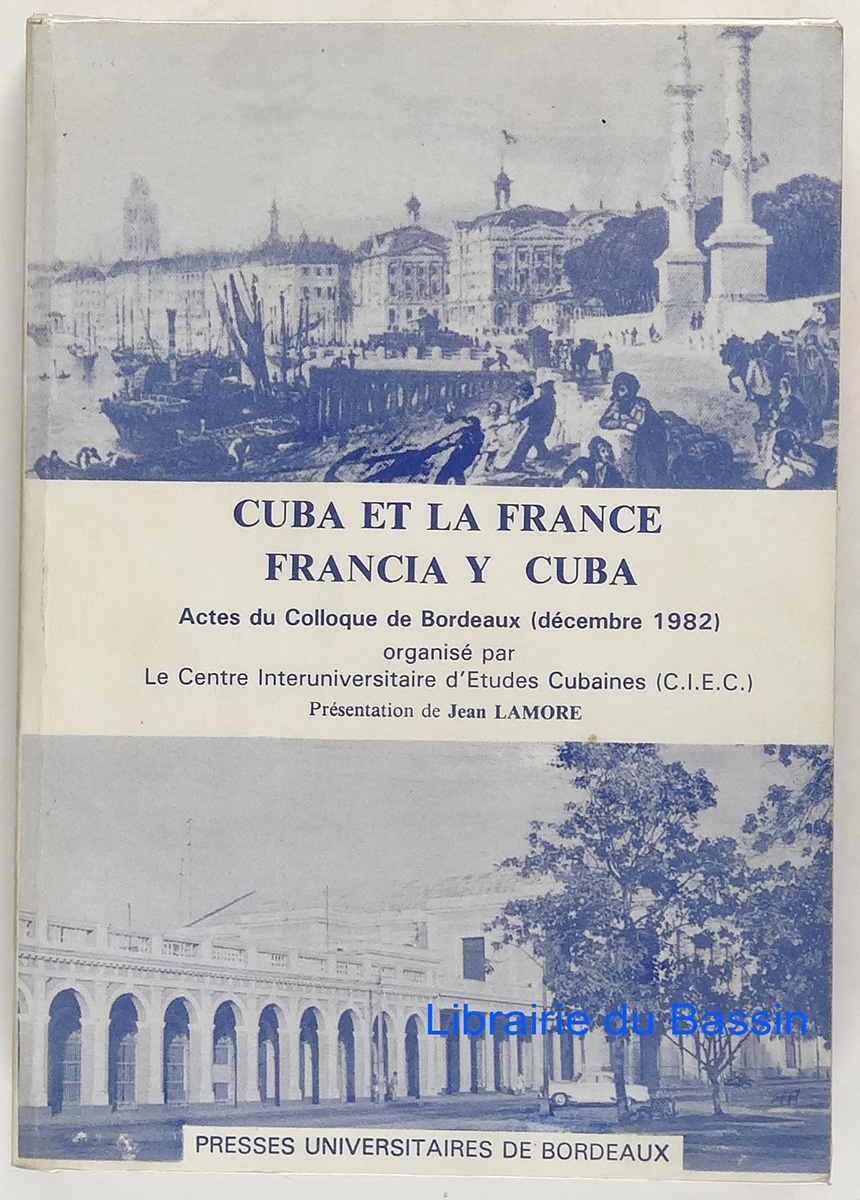 CUBA ET LA FRANCE
FRANCIA Y CUBA
Actes du Colloque de Bordeaux (décembre 1982)
organisé par
Le Centre Interuniversitaire d'Etudes Cubaines (C.I.E.C.)
Présentation de Jean LAMORE
Librairie du Bassin
PRESSES UNIVERSITAIRES DE BORDEAUX